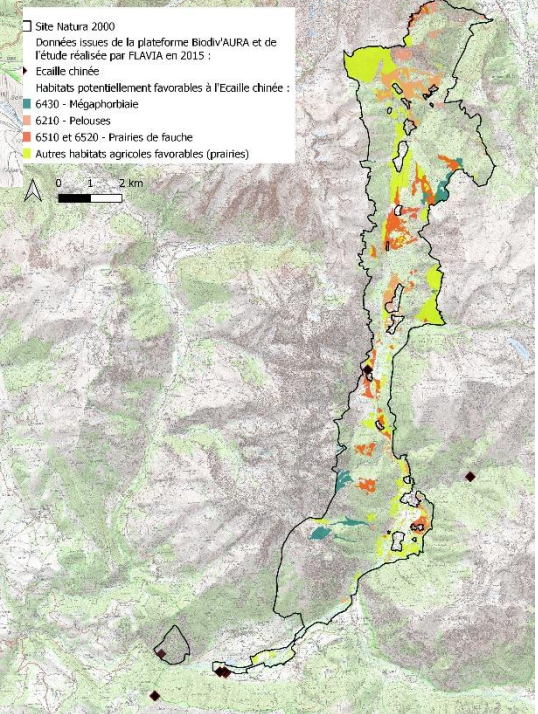 Site Natura 2000
Données issues de la plateforme Biodiv'AURA et de
l'étude réalisée par FLAVIA en 2015 :
Ecaille chinée
Habitats potentiellement favorables à l'Ecaille chinée :
6430 - Mégaphorbiaie
6210 - Pelouses
6510 et 6520 - Prairies de fauche
Autres habitats agricoles favorables (prairies)
0 1 2 km